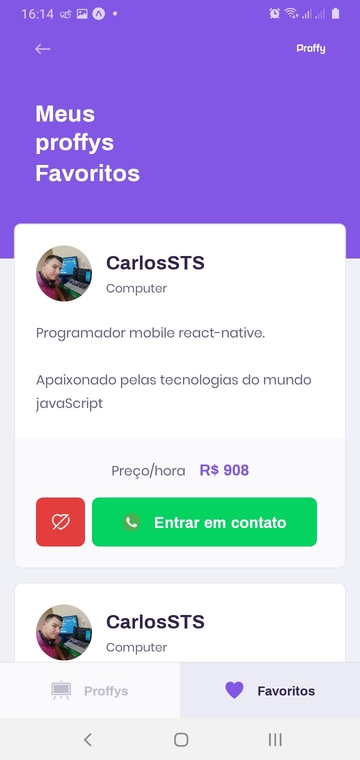 16:14
Proffy
Meus
proffys
Favoritos
CarlosSTS
Computer
Programador mobile react-native.
Apaixonado pelas tecnologias do mundo
javaScript
Preço/hora R$ 908
Entrar em contato
CarlosSTS
Computer
Proffys Favoritos